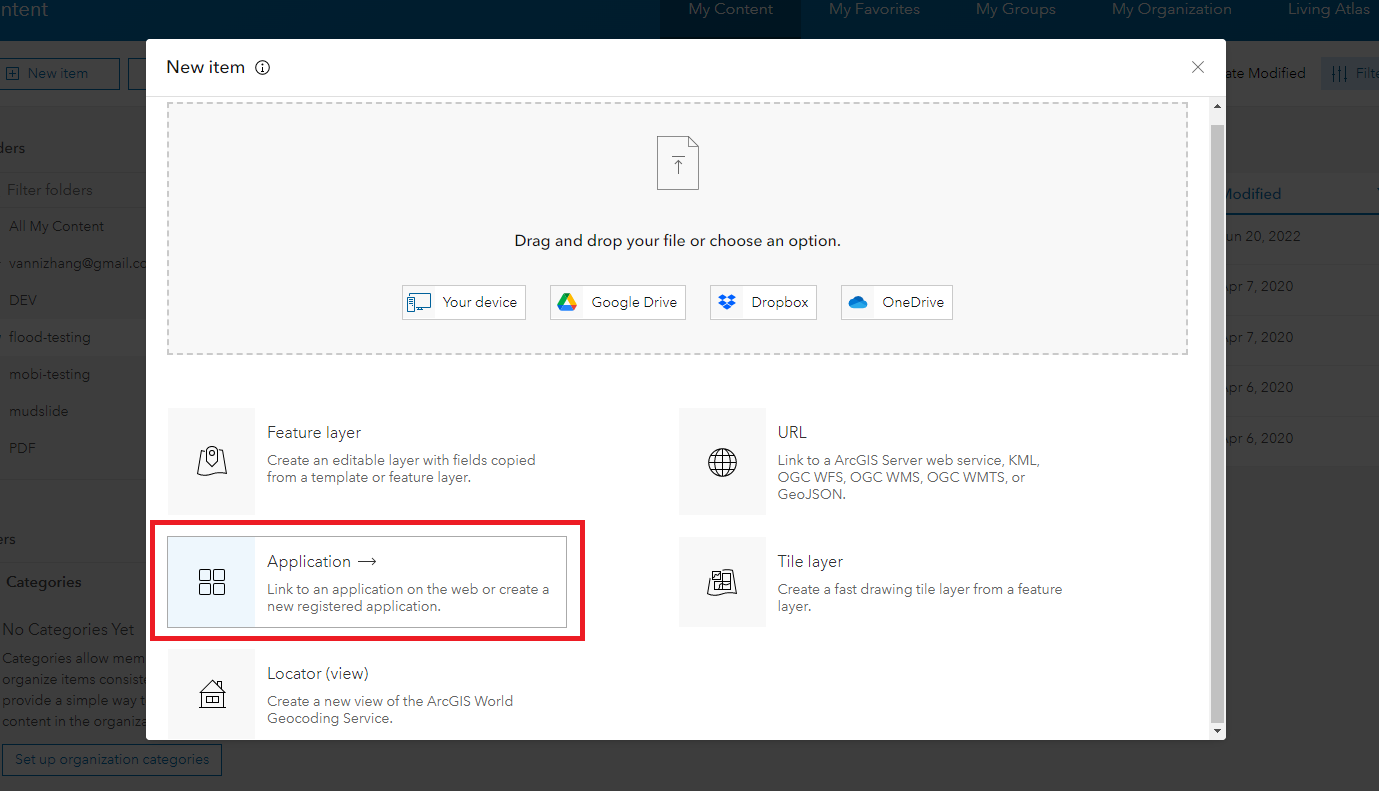 ntent
My Content
My Favorites
My Groups
My Organization
Living Atlas
New item
ate Modified
Filte
New item
Drag and drop your file or choose an option.
Your device
Google Drive
Dropbox
OneDrive
ders
Filter folders
All My Content
vannizhang@gmail.co
DEV
flood-testing
mobi-testing
mudslide
PDF
Modified
un 20, 2022
Apr 7, 2020
Apr 7, 2020
Apr 6, 2020
Apr 6, 2020
Feature layer
Create an editable layer with fields copied
from a template or feature layer.
URL
Link to a ArcGIS Server web service, KML,
OGC WFS, OGC WMS, OGC WMTS, or
GeoJSON.
Application →
Link to an application on the web or create a
new registered application.
Tile layer
Create a fast drawing tile layer from a feature
layer.
Locator (view)
Create a new view of the ArcGIS World
Geocoding Service.
ers
Categories
No Categories Yet
Categories allow mem
organize items consiste
provide a simple way t
content in the organiza
Set up organization categories